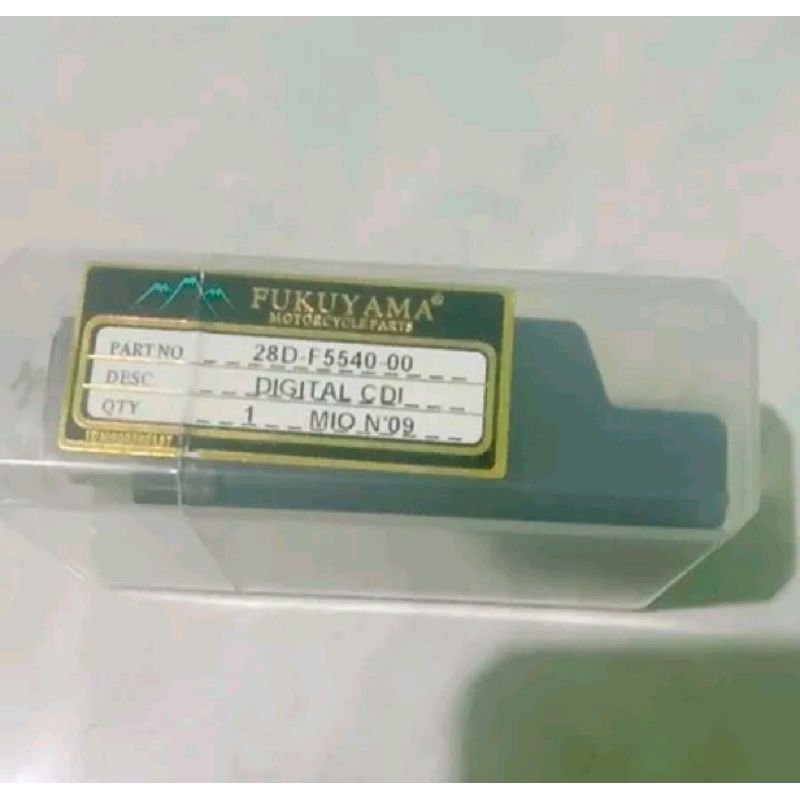 FUKUYAMA®
MOTORCYCLE PARTS
PART NO 28D-F5540-00
DESC DIGITAL CDI
QTY 1 MIO N'09